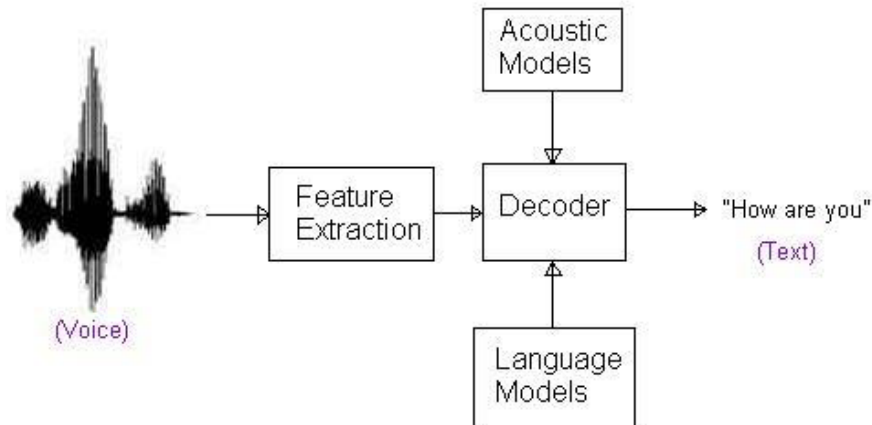 Acoustic
Models
Feature
Extraction
Decoder
"How are you"
(Text)
(Voice)
Language
Models